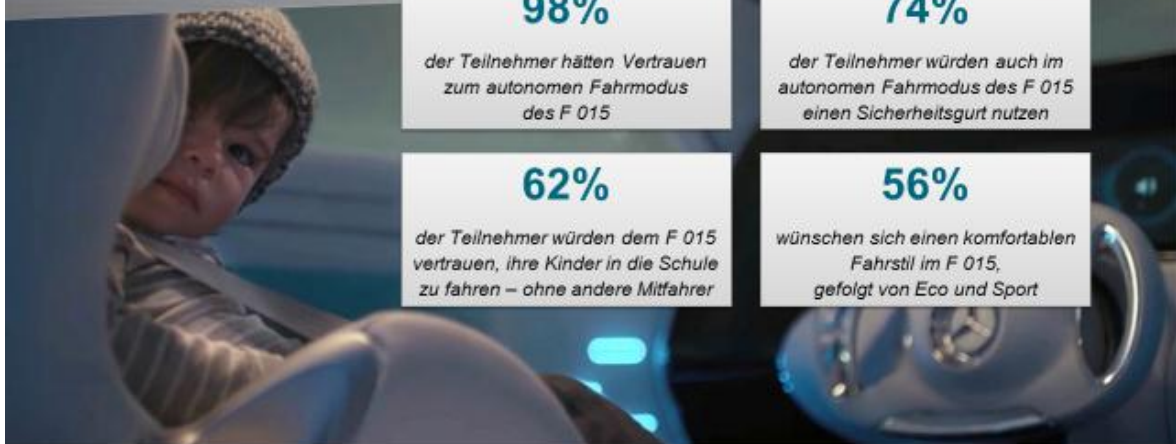 98%
der Teilnehmer hätten Vertrauen
zum autonomen Fahrmodus
des F 015
74%
der Teilnehmer würden auch im
autonomen Fahrmodus des F 015
einen Sicherheitsgurt nutzen
62%
der Teilnehmer würden dem F 015
vertrauen, ihre Kinder in die Schule
zu fahren – ohne andere Mitfahrer
56%
wünschen sich einen komfortablen
Fahrstil im F 015,
gefolgt von Eco und Sport